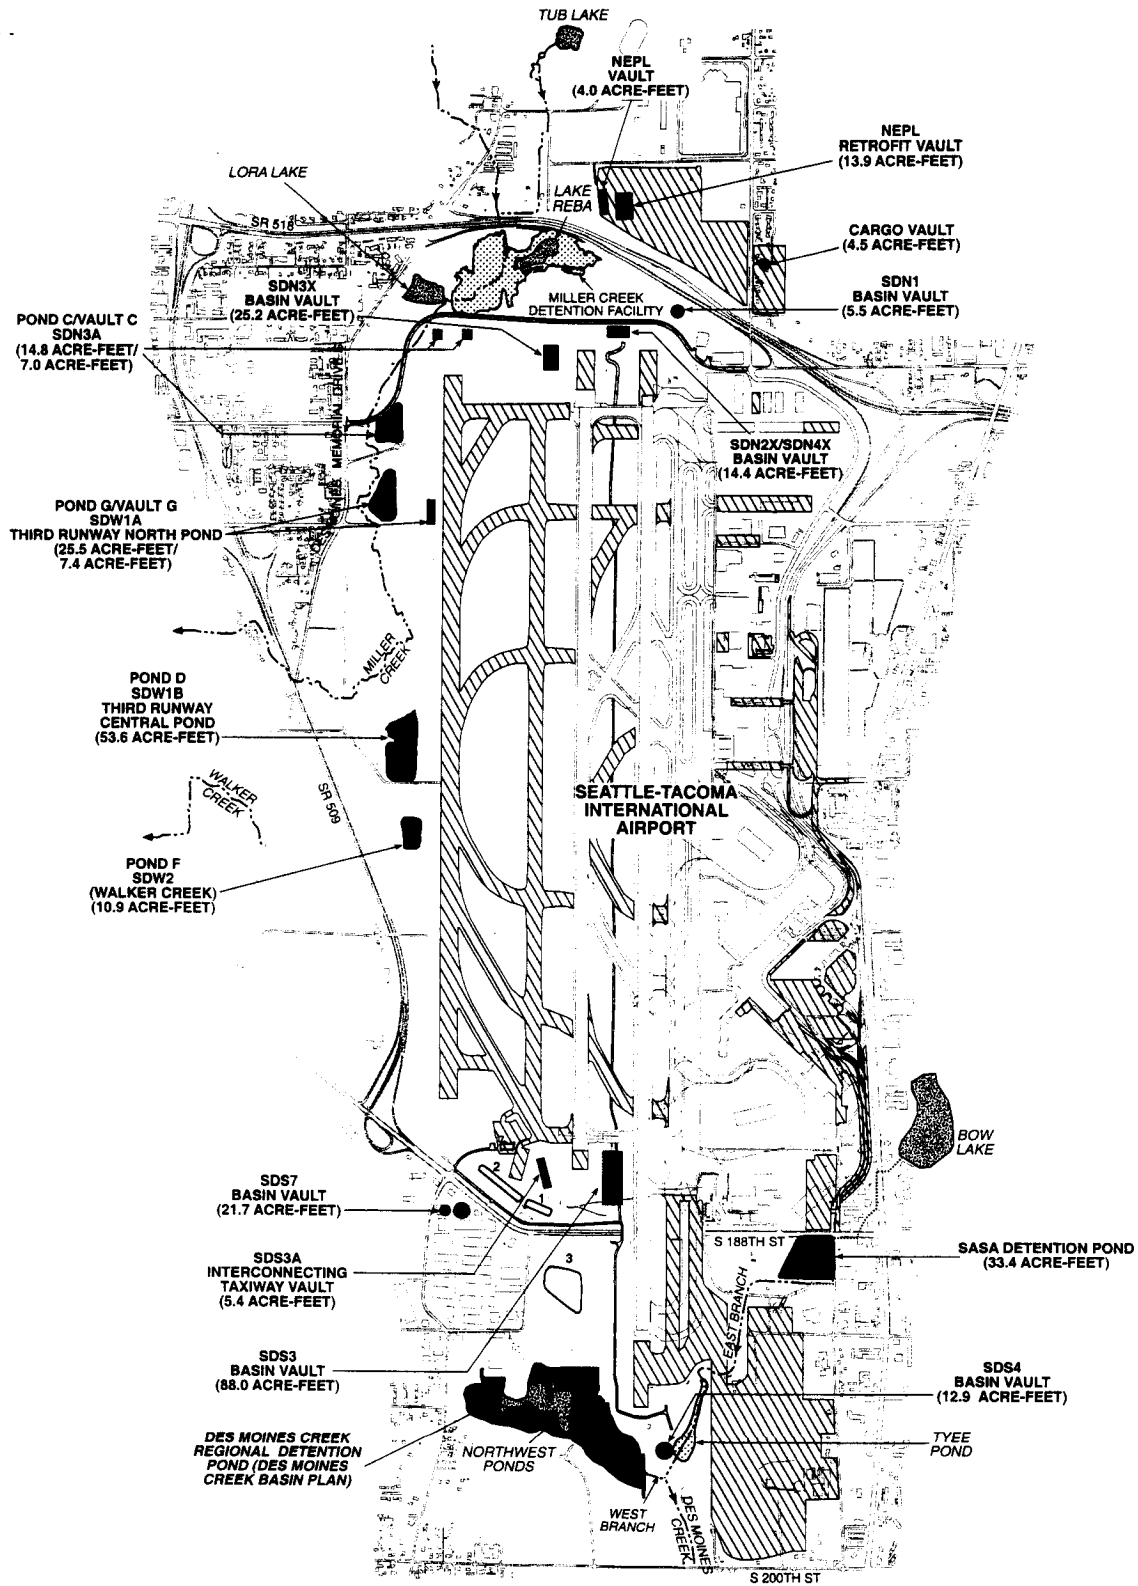 TUB LAKE
NEPL
VAULT
(4.0 ACRE-FEET)
NEPL
RETROFIT VAULT
(13.9 ACRE-FEET)
LORA LAKE
LAKE
REBA
SR 518
CARGO VAULT
(4.5 ACRE-FEET)
SDN3X
BASIN VAULT
(25.2 ACRE-FEET)
MILLER CREEK
DETENTION FACILITY
SDN1
BASIN VAULT
(5.5 ACRE-FEET)
POND C/VAULT C
SDN3A
(14.8 ACRE-FEET/
7.0 ACRE-FEET)
MEMORIAL DRIVE S
SDN2X/SDN4X
BASIN VAULT
(14.4 ACRE-FEET)
POND G/VAULT G
SDW1A
THIRD RUNWAY NORTH POND
(25.5 ACRE-FEET/
7.4 ACRE-FEET)
MILLER
CREEK
POND D
SDW1B
THIRD RUNWAY
CENTRAL POND
(53.6 ACRE-FEET)
WALKER
CREEK
SR 509
SEATTLE-TACOMA
INTERNATIONAL
AIRPORT
POND F
SDW2
(WALKER CREEK)
(10.9 ACRE-FEET)
BOW
LAKE
2
1
SDS7
BASIN VAULT
(21.7 ACRE-FEET)
S 188TH ST
SASA DETENTION POND
(33.4 ACRE-FEET)
SDS3A
INTERCONNECTING
TAXIWAY VAULT
(5.4 ACRE-FEET)
3
EAST BRANCH
SDS3
BASIN VAULT
(88.0 ACRE-FEET)
SDS4
BASIN VAULT
(12.9 ACRE-FEET)
DES MOINES CREEK
REGIONAL DETENTION
POND (DES MOINES
CREEK BASIN PLAN)
NORTHWEST
PONDS
TYEE
POND
WEST
BRANCH
DES MOINES
CREEK
S 200TH ST